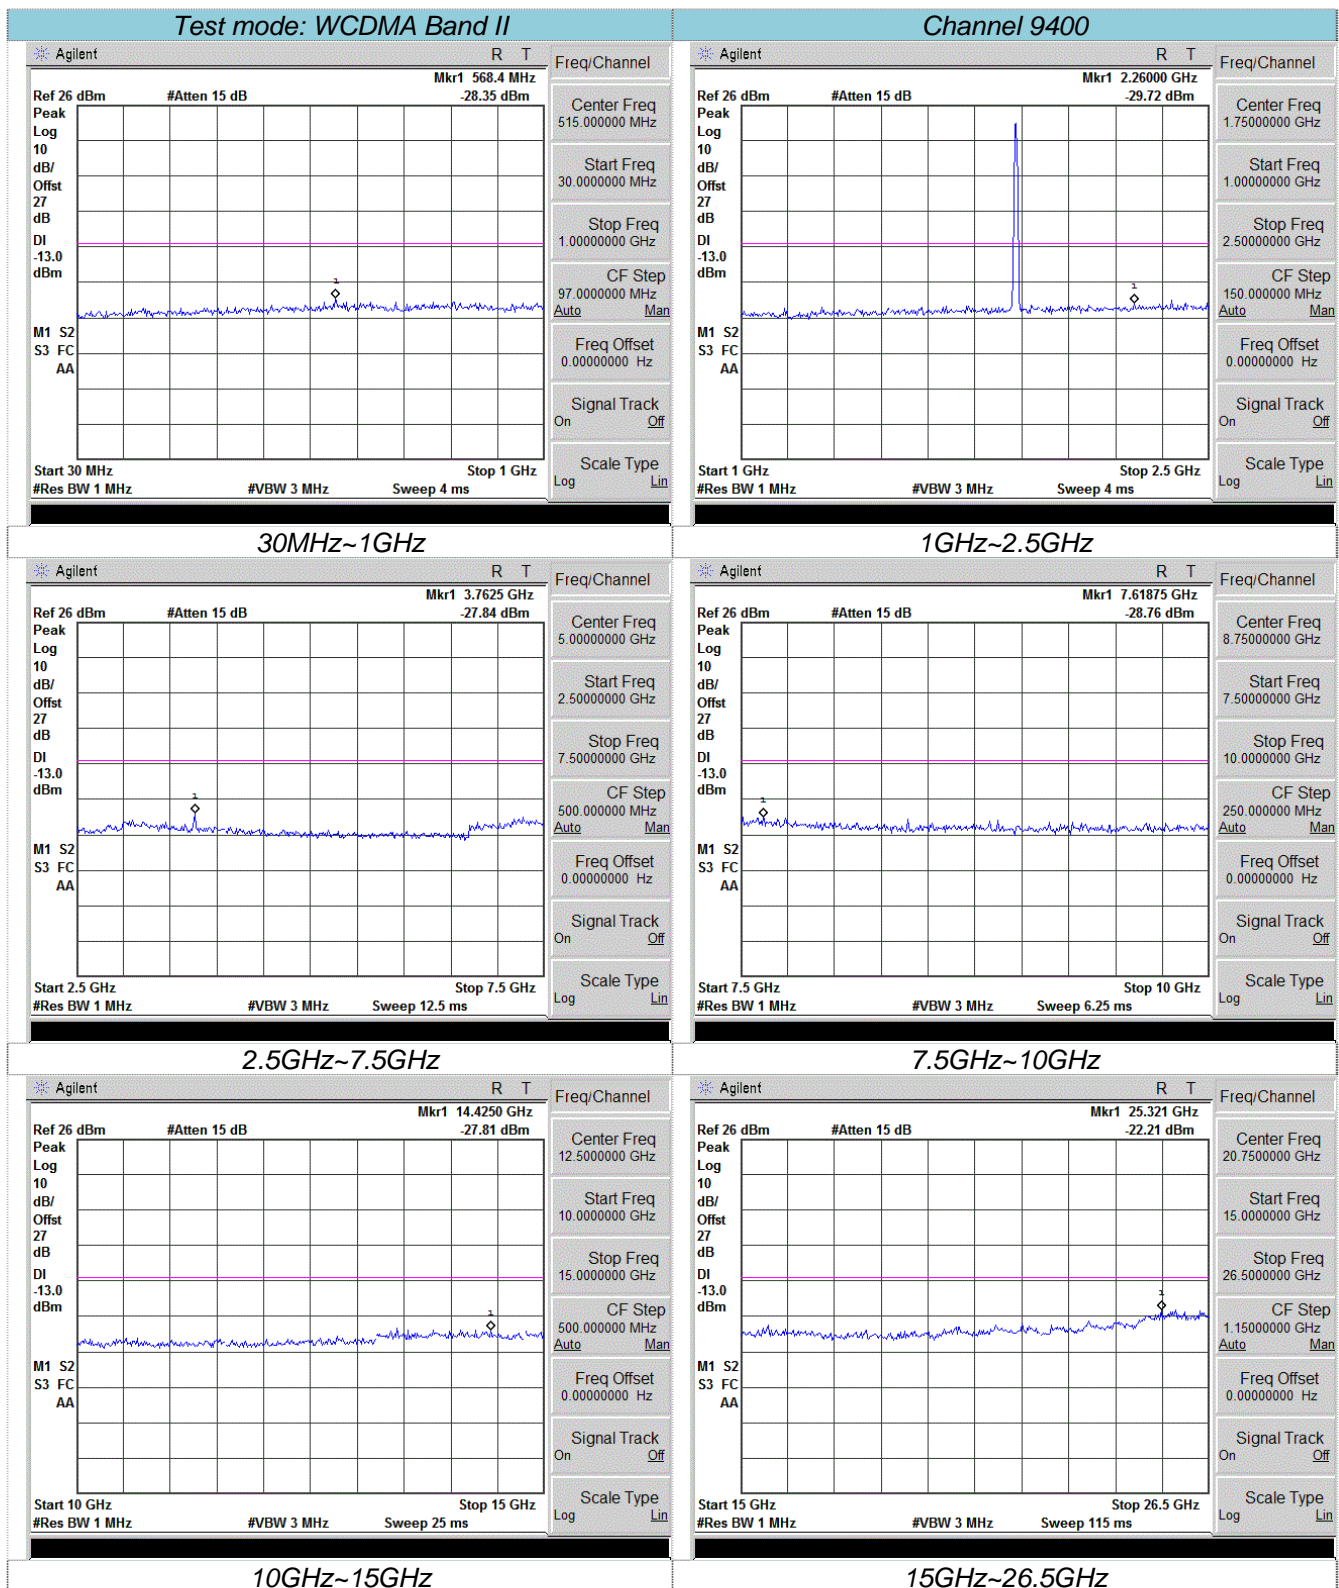 Test mode: WCDMA Band II Channel 9400
Agilent R T Freq/Channel
Mkr1 568.4 MHz
Ref 26 dBm #Atten 15 dB -28.35 dBm
Peak
Log
10
dB/
Offst
27
dB
DI
-13.0
dBm
M1 S2
S3 FC
AA
1
Start 30 MHz Stop 1 GHz
#Res BW 1 MHz #VBW 3 MHz Sweep 4 ms
Center Freq
515.000000 MHz
Start Freq
30.0000000 MHz
Stop Freq
1.00000000 GHz
CF Step
97.0000000 MHz
Auto Man
Freq Offset
0.00000000 Hz
Signal Track
On Off
Scale Type
Log Lin
Agilent R T Freq/Channel
Mkr1 2.26000 GHz
Ref 26 dBm #Atten 15 dB -29.72 dBm
Peak
Log
10
dB/
Offst
27
dB
DI
-13.0
dBm
M1 S2
S3 FC
AA
1
Start 1 GHz Stop 2.5 GHz
#Res BW 1 MHz #VBW 3 MHz Sweep 4 ms
Center Freq
1.75000000 GHz
Start Freq
1.00000000 GHz
Stop Freq
2.50000000 GHz
CF Step
150.000000 MHz
Auto Man
Freq Offset
0.00000000 Hz
Signal Track
On Off
Scale Type
Log Lin
30MHz~1GHz 1GHz~2.5GHz
Agilent R T Freq/Channel
Mkr1 3.7625 GHz
Ref 26 dBm #Atten 15 dB -27.84 dBm
Peak
Log
10
dB/
Offst
27
dB
DI
-13.0
dBm
M1 S2
S3 FC
AA
1
Start 2.5 GHz Stop 7.5 GHz
#Res BW 1 MHz #VBW 3 MHz Sweep 12.5 ms
Center Freq
5.00000000 GHz
Start Freq
2.50000000 GHz
Stop Freq
7.50000000 GHz
CF Step
500.000000 MHz
Auto Man
Freq Offset
0.00000000 Hz
Signal Track
On Off
Scale Type
Log Lin
Agilent R T Freq/Channel
Mkr1 7.61875 GHz
Ref 26 dBm #Atten 15 dB -28.76 dBm
Peak
Log
10
dB/
Offst
27
dB
DI
-13.0
dBm
M1 S2
S3 FC
AA
1
Start 7.5 GHz Stop 10 GHz
#Res BW 1 MHz #VBW 3 MHz Sweep 6.25 ms
Center Freq
8.75000000 GHz
Start Freq
7.50000000 GHz
Stop Freq
10.0000000 GHz
CF Step
250.000000 MHz
Auto Man
Freq Offset
0.00000000 Hz
Signal Track
On Off
Scale Type
Log Lin
2.5GHz~7.5GHz 7.5GHz~10GHz
Agilent R T Freq/Channel
Mkr1 14.4250 GHz
Ref 26 dBm #Atten 15 dB -27.81 dBm
Peak
Log
10
dB/
Offst
27
dB
DI
-13.0
dBm
M1 S2
S3 FC
AA
1
Start 10 GHz Stop 15 GHz
#Res BW 1 MHz #VBW 3 MHz Sweep 25 ms
Center Freq
12.5000000 GHz
Start Freq
10.0000000 GHz
Stop Freq
15.0000000 GHz
CF Step
500.000000 MHz
Auto Man
Freq Offset
0.00000000 Hz
Signal Track
On Off
Scale Type
Log Lin
Agilent R T Freq/Channel
Mkr1 25.321 GHz
Ref 26 dBm #Atten 15 dB -22.21 dBm
Peak
Log
10
dB/
Offst
27
dB
DI
-13.0
dBm
M1 S2
S3 FC
AA
1
Start 15 GHz Stop 26.5 GHz
#Res BW 1 MHz #VBW 3 MHz Sweep 115 ms
Center Freq
20.7500000 GHz
Start Freq
15.0000000 GHz
Stop Freq
26.5000000 GHz
CF Step
1.15000000 GHz
Auto Man
Freq Offset
0.00000000 Hz
Signal Track
On Off
Scale Type
Log Lin
10GHz~15GHz 15GHz~26.5GHz